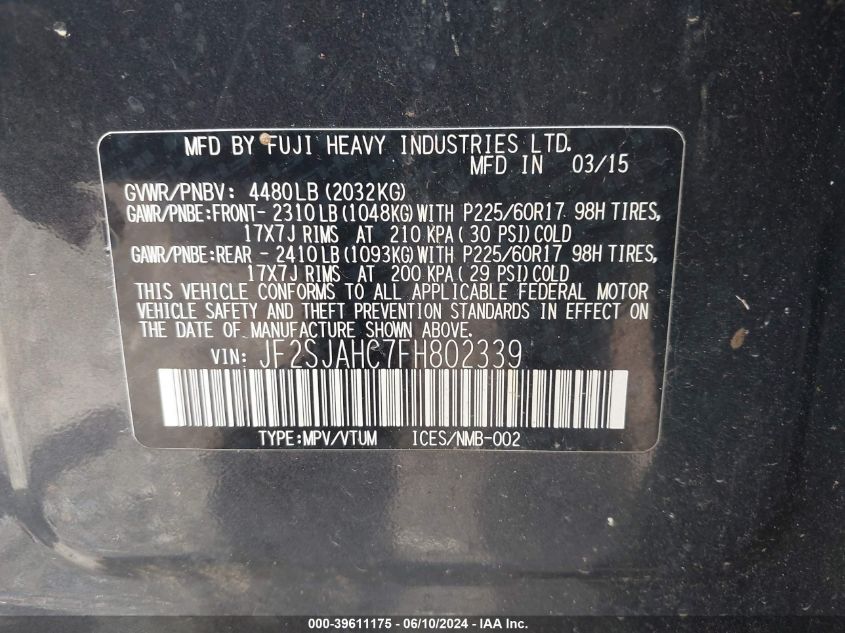 MFD BY FUJI HEAVY INDUSTRIES LTD.
MFD IN 03/15
GVWR/PNBV: 4480LB (2032KG)
GAWR/PNBE:FRONT- 2310 LB (1048KG) WITH P225/60R17 98H TIRES,
17X7J RIMS AT 210 KPA ( 30 PSI) COLD
GAWR/PNBE:REAR - 2410 LB (1093KG) WITH P225/60R17 98H TIRES,
17X7J RIMS AT 200 KPA ( 29 PSI) COLD
THIS VEHICLE CONFORMS TO ALL APPLICABLE FEDERAL MOTOR
VEHICLE SAFETY AND THEFT PREVENTION STANDARDS IN EFFECT ON
THE DATE OF MANUFACTURE SHOWN ABOVE.
VIN: JF2SJAHC7FH802339
TYPE:MPV/VTUM ICES/NMB-002
000-39611175 - 06/10/2024 - IAA Inc.